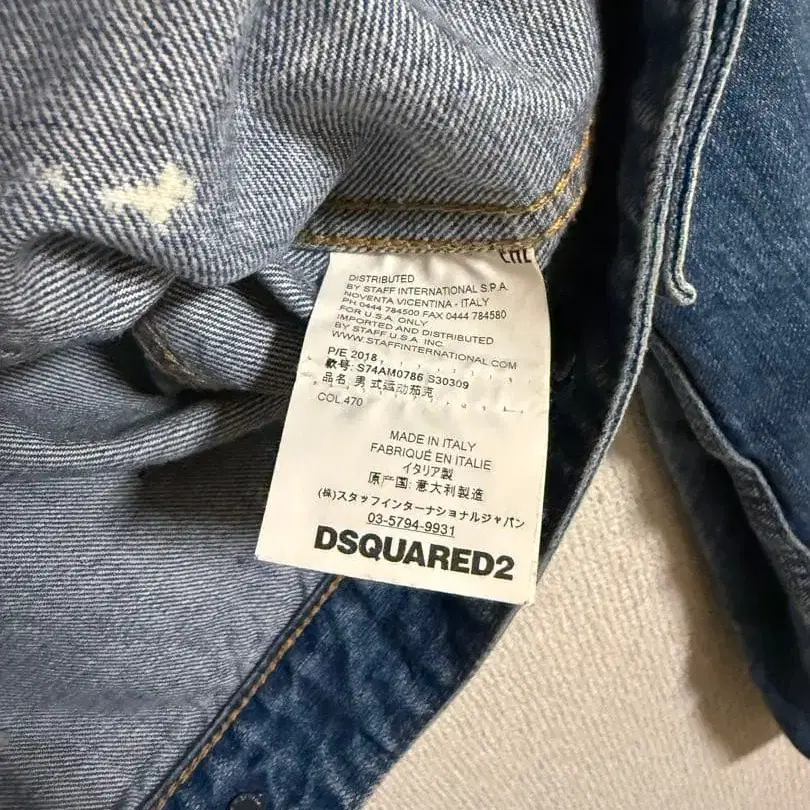 DISTRIBUTED
BY STAFF INTERNATIONAL S.P.A.
NOVENTA VICENTINA - ITALY
PH 0444 784500 FAX 0444 784580
FOR U.S.A. ONLY
IMPORTED AND DISTRIBUTED
BY STAFF U.S.A. INC.
WWW.STAFFINTERNATIONAL.COM
P/E 2018
款号: S74AM0786 S30309
品名: 男式运动茄克
COL.470
MADE IN ITALY
FABRIQUÉ EN ITALIE
イタリア製
原产国: 意大利製造
(株)スタッフインターナショナルジャパン
03-5794-9931
DSQUARED2